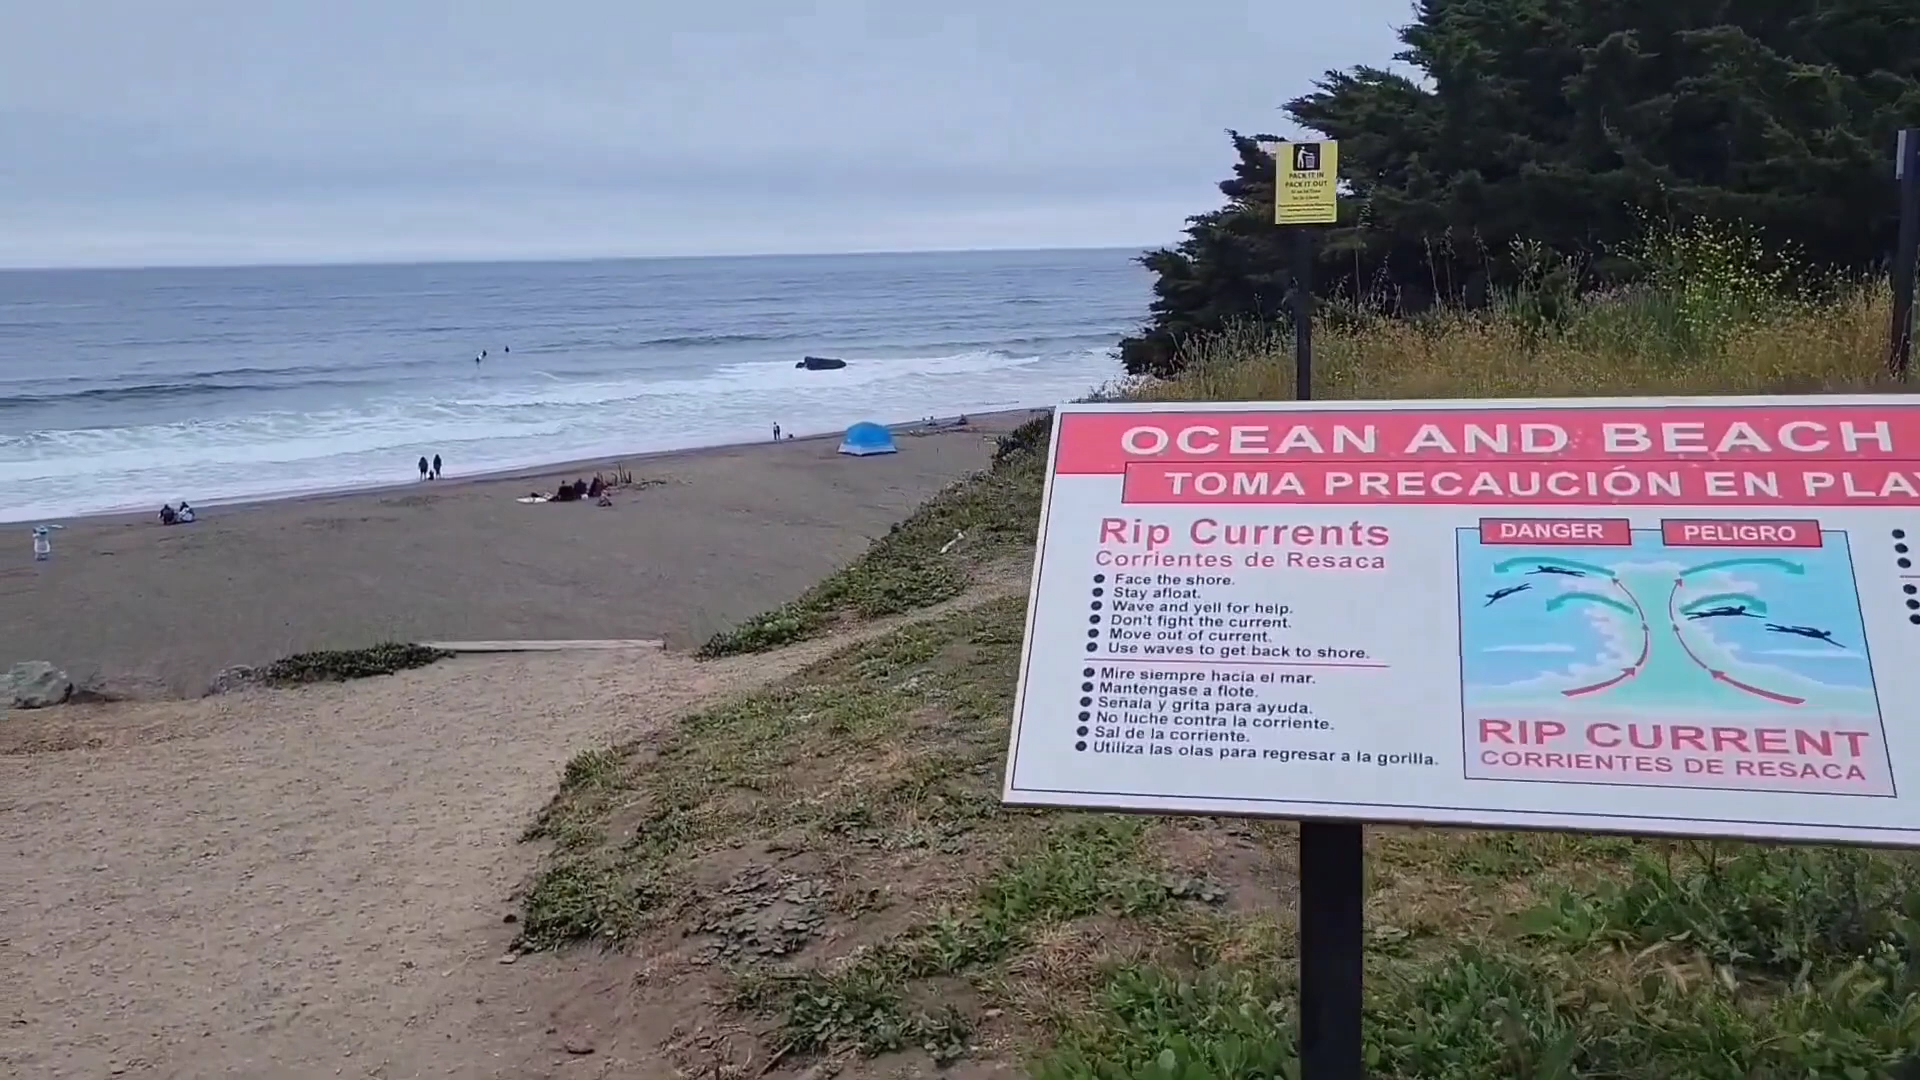 PACK IT IN
PACK IT OUT
OCEAN AND BEACH
TOMA PRECAUCIÓN EN
Rip Currents
Corrientes de Resaca
Face the shore.
Stay afloat.
Wave and yell for help.
Don't fight the current.
Move out of current.
Use waves to get back to shore.
Mire siempre hacia el mar.
Mantengase a flote.
Señala y grita para ayuda.
No luche contra la corriente.
Sal de la corriente.
Utiliza las olas para regresar a la gorilla.
DANGER
PELIGRO
RIP CURRENT
CORRIENTES DE RESACA